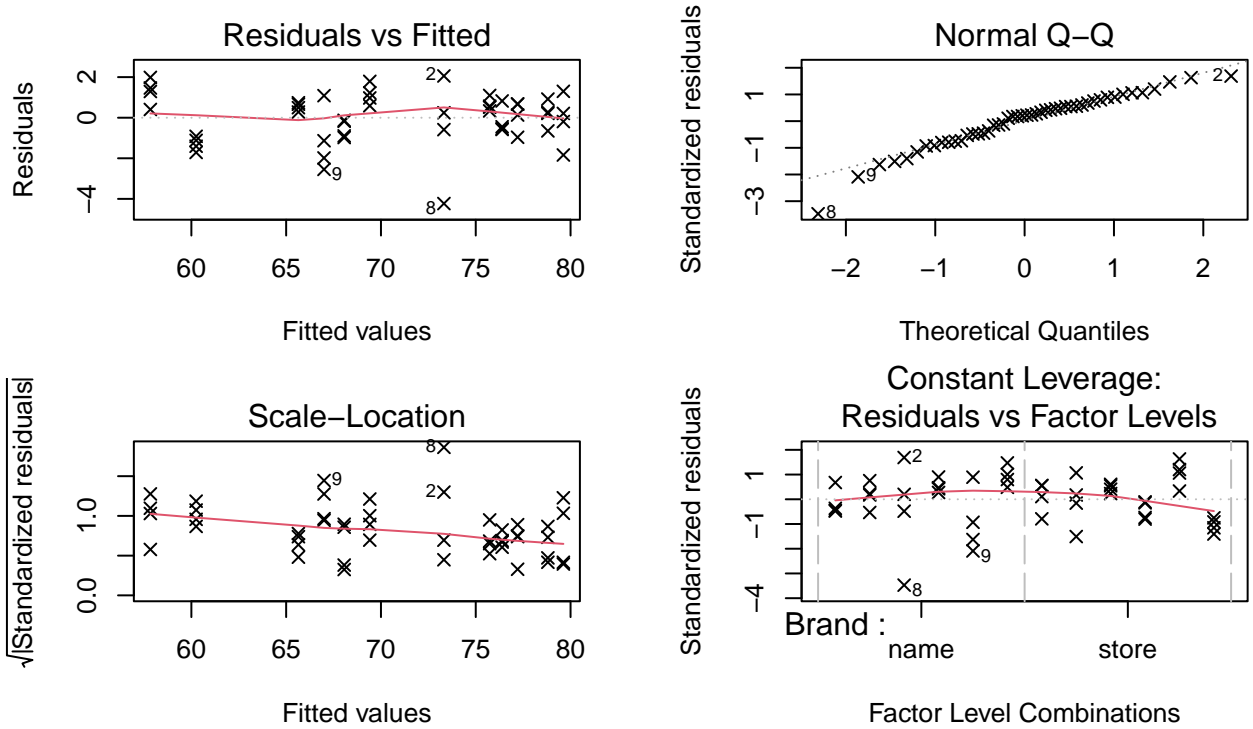 Residuals vs Fitted
Residuals
2
0
−4
2
9
8
60 65 70 75 80
Fitted values
Normal Q−Q
Standardized residuals
1
−1
−3
2
9
8
−2 −1 0 1 2
Theoretical Quantiles
Scale−Location
√|Standardized residuals|
1.0
0.0
8
9
2
60 65 70 75 80
Fitted values
Constant Leverage:
Residuals vs Factor Levels
Standardized residuals
1
−1
−4
2
9
8
Brand :
name store
Factor Level Combinations